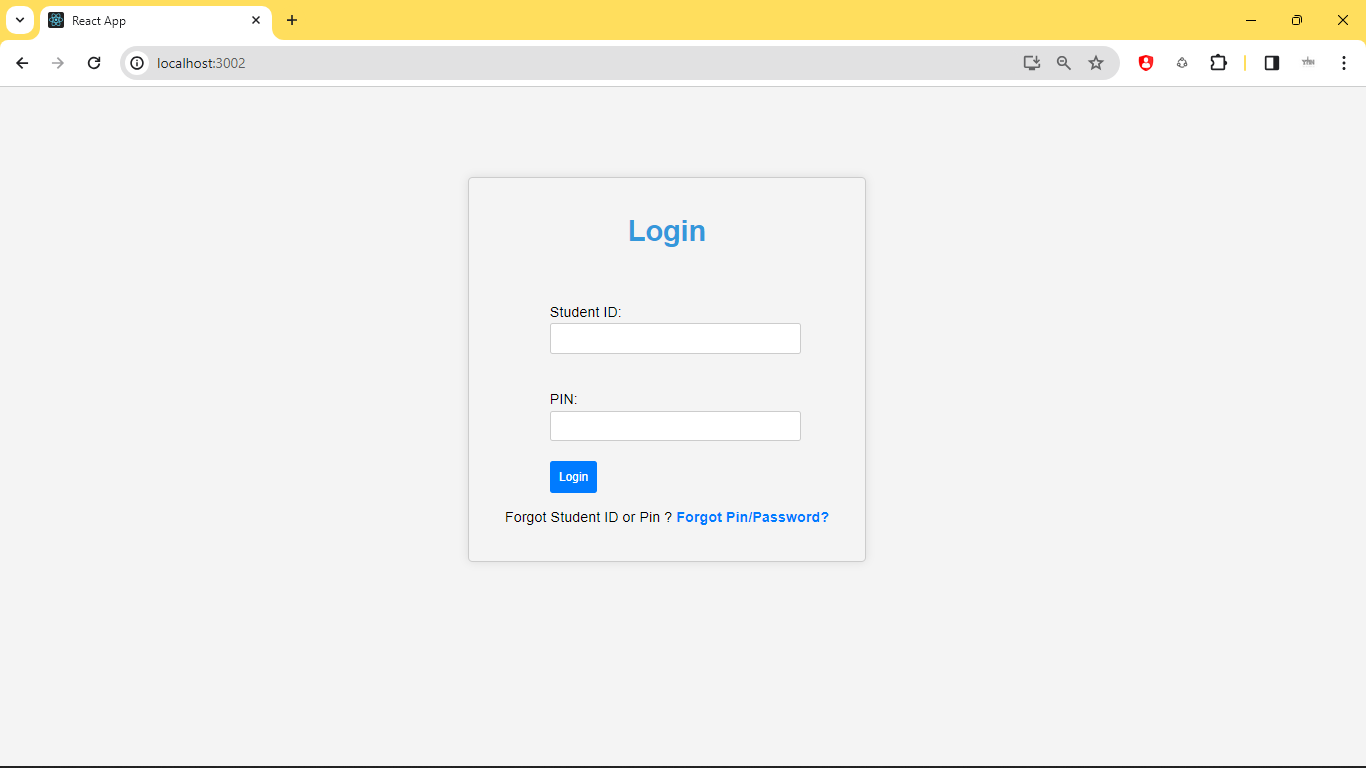 React App
localhost:3002
Login
Student ID:
PIN:
Login
Forgot Student ID or Pin ? Forgot Pin/Password?